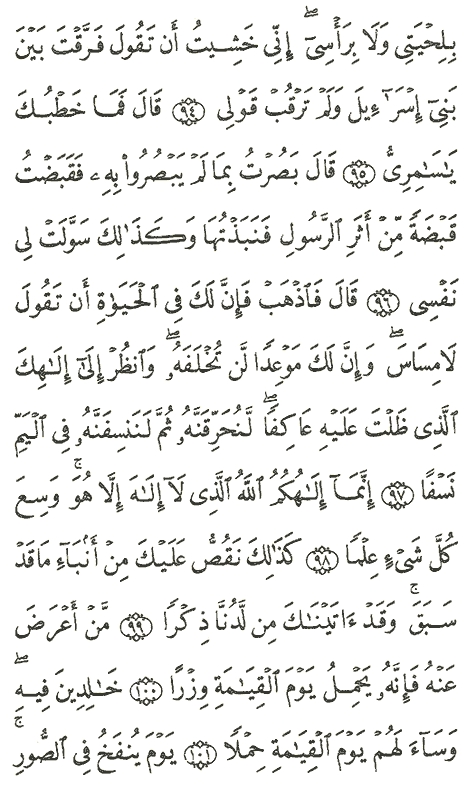 بِلِحۡيَتِي وَلَا بِرَأۡسِيٓۖ إِنِّي خَشِيتُ أَن تَقُولَ فَرَّقۡتَ بَيۡنَ
بَنِيٓ إِسۡرَٰٓءِيلَ وَلَمۡ تَرۡقُبۡ قَوۡلِي ٩٤ قَالَ فَمَا خَطۡبُكَ
يَٰسَٰمِرِيُّ ٩٥ قَالَ بَصُرۡتُ بِمَا لَمۡ يَبۡصُرُواْ بِهِۦ فَقَبَضۡتُ
قَبۡضَةٗ مِّنۡ أَثَرِ ٱلرَّسُولِ فَنَبَذۡتُهَا وَكَذَٰلِكَ سَوَّلَتۡ لِي
نَفۡسِي ٩٦ قَالَ فَٱذۡهَبۡ فَإِنَّ لَكَ فِي ٱلۡحَيَوٰةِ أَن تَقُولَ
لَا مِسَاسَۖ وَإِنَّ لَكَ مَوۡعِدٗا لَّن تُخۡلَفَهُۥۖ وَٱنظُرۡ إِلَىٰٓ إِلَٰهِكَ
ٱلَّذِي ظَلۡتَ عَلَيۡهِ عَاكِفٗاۖ لَّنُحَرِّقَنَّهُۥ ثُمَّ لَنَنسِفَنَّهُۥ فِي ٱلۡيَمِّ
نَسۡفًا ٩٧ إِنَّمَآ إِلَٰهُكُمُ ٱللَّهُ ٱلَّذِي لَآ إِلَٰهَ إِلَّا هُوَۚ وَسِعَ
كُلَّ شَيۡءٍ عِلۡمٗا ٩٨ كَذَٰلِكَ نَقُصُّ عَلَيۡكَ مِنۡ أَنۢبَآءِ مَا قَدۡ
سَبَقَۚ وَقَدۡ ءَاتَيۡنَٰكَ مِن لَّدُنَّا ذِكۡرٗا ٩٩ مَّنۡ أَعۡرَضَ
عَنۡهُ فَإِنَّهُۥ يَحۡمِلُ يَوۡمَ ٱلۡقِيَٰمَةِ وِزۡرًا ١٠٠ خَٰلِدِينَ فِيهِۖ
وَسَآءَ لَهُمۡ يَوۡمَ ٱلۡقِيَٰمَةِ حِمۡلٗا ١٠١ يَوۡمَ يُنفَخُ فِي ٱلصُّورِۚ